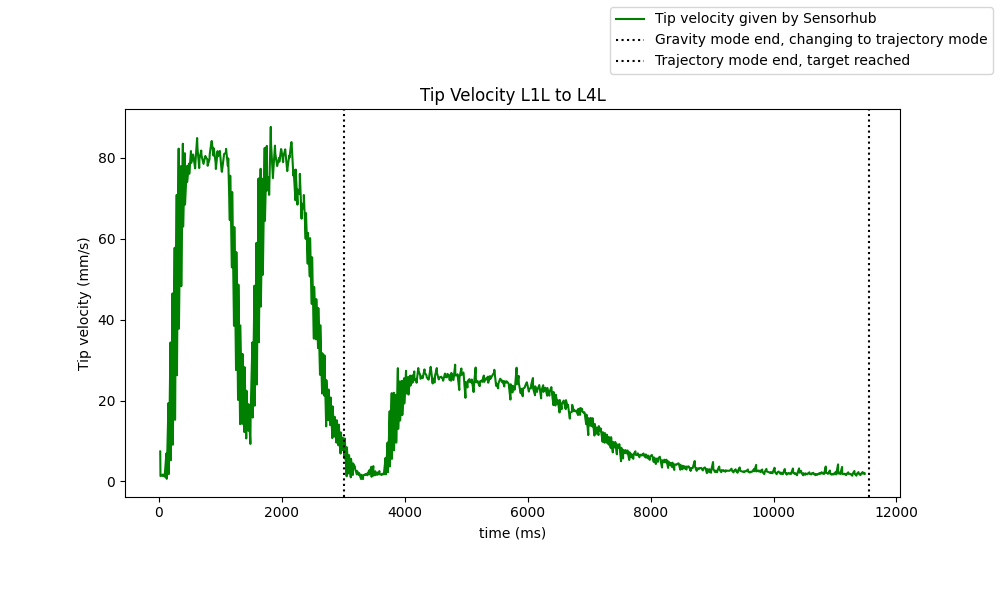 Tip velocity given by Sensorhub
Gravity mode end, changing to trajectory mode
Trajectory mode end, target reached
Tip Velocity L1L to L4L
80
60
40
20
0
Tip velocity (mm/s)
0 2000 4000 6000 8000 10000 12000
time (ms)